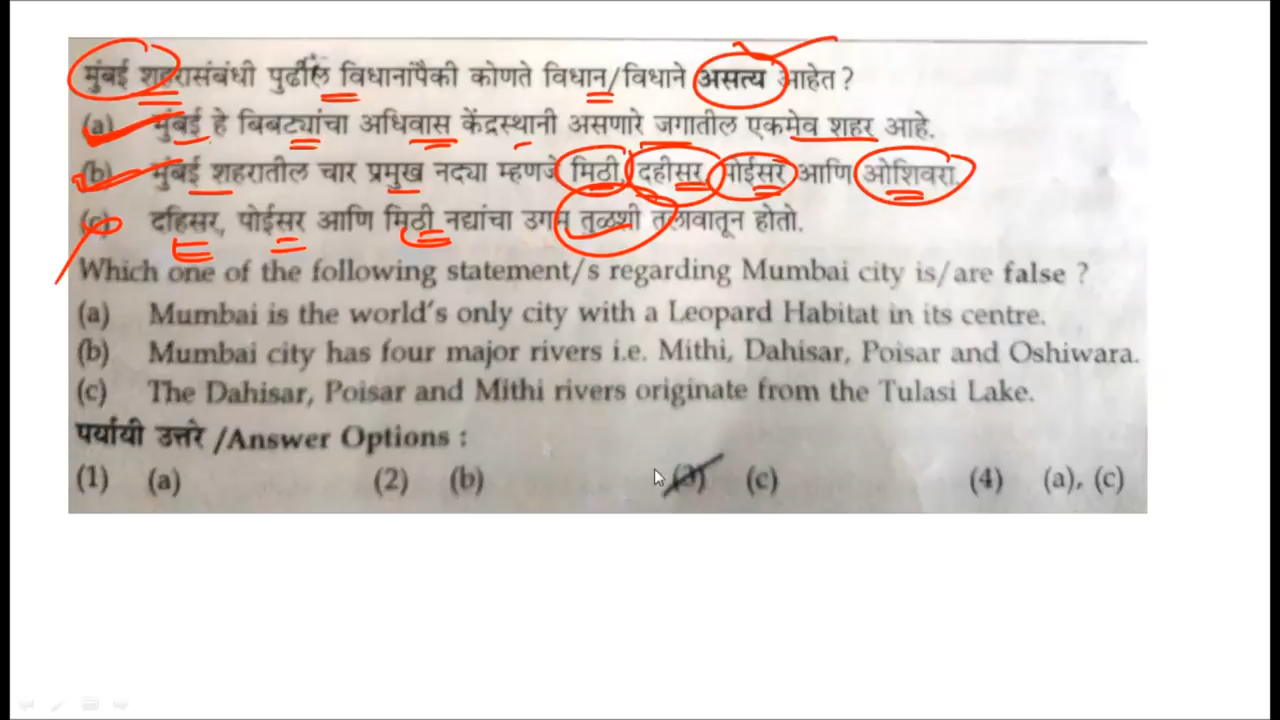 मुंबई शहरासंबंधी पुढील विधानांपैकी कोणते विधान/विधाने असत्य आहेत ?
(a) मुंबई हे बिबट्यांचा अधिवास केंद्रस्थानी असणारे जगातील एकमेव शहर आहे.
(b) मुंबई शहरातील चार प्रमुख नद्या म्हणजे मिठी, दहीसर, पोईसर आणि ओशिवरा.
(c) दहिसर, पोईसर आणि मिठी नद्यांचा उगम तुळशी तलावातून होतो.
Which one of the following statement/s regarding Mumbai city is/are false ?
(a) Mumbai is the world's only city with a Leopard Habitat in its centre.
(b) Mumbai city has four major rivers i.e. Mithi, Dahisar, Poisar and Oshiwara.
(c) The Dahisar, Poisar and Mithi rivers originate from the Tulasi Lake.
पर्यायी उत्तरे /Answer Options :
(1) (a) (2) (b) (3) (c) (4) (a), (c)